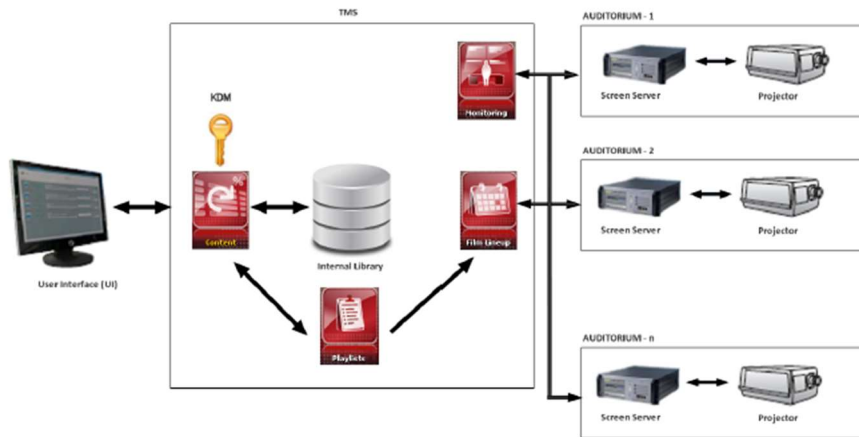 TMS
AUDITORIUM - 1
Screen Server
Projector
Monitoring
KDM
AUDITORIUM - 2
Content
Internal Library
Film Lineup
Screen Server
Projector
User Interface (UI)
Playlists
AUDITORIUM - n
Screen Server
Projector